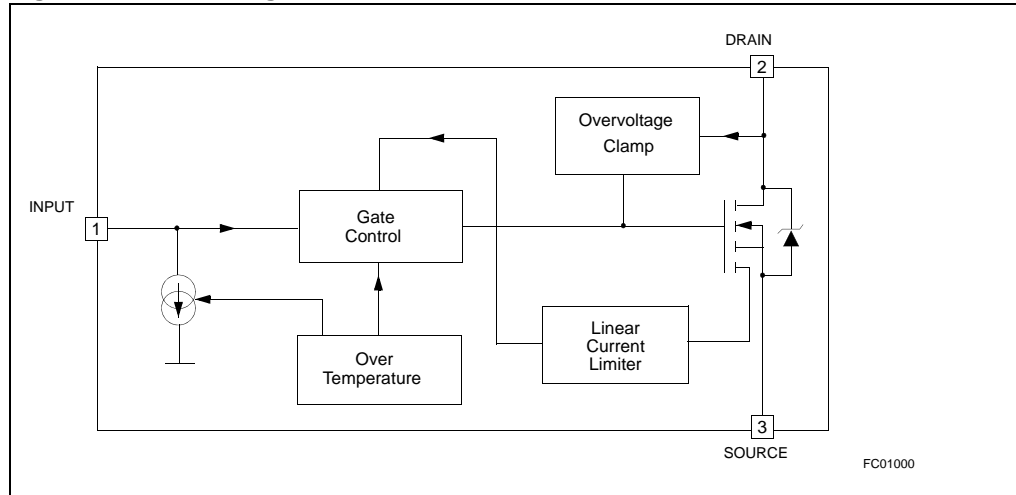 DRAIN
2
Overvoltage
Clamp
INPUT
1
Gate
Control
Linear
Current
Limiter
Over
Temperature
3
SOURCE
FC01000